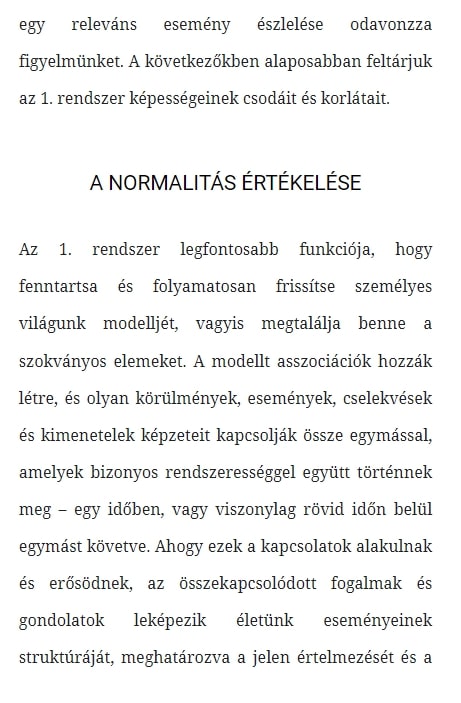 egy releváns esemény észlelése odavonzza
figyelmünket. A következőkben alaposabban feltárjuk
az 1. rendszer képességeinek csodáit és korlátait.
A NORMALITÁS ÉRTÉKELÉSE
Az 1. rendszer legfontosabb funkciója, hogy
fenntartsa és folyamatosan frissítse személyes
világunk modelljét, vagyis megtalálja benne a
szokványos elemeket. A modellt asszociációk hozzák
létre, és olyan körülmények, események, cselekvések
és kimenetelek képzeteit kapcsolják össze egymással,
amelyek bizonyos rendszerességgel együtt történnek
meg – egy időben, vagy viszonylag rövid időn belül
egymást követve. Ahogy ezek a kapcsolatok alakulnak
és erősödnek, az összekapcsolódott fogalmak és
gondolatok leképezik életünk eseményeinek
struktúráját, meghatározva a jelen értelmezését és a